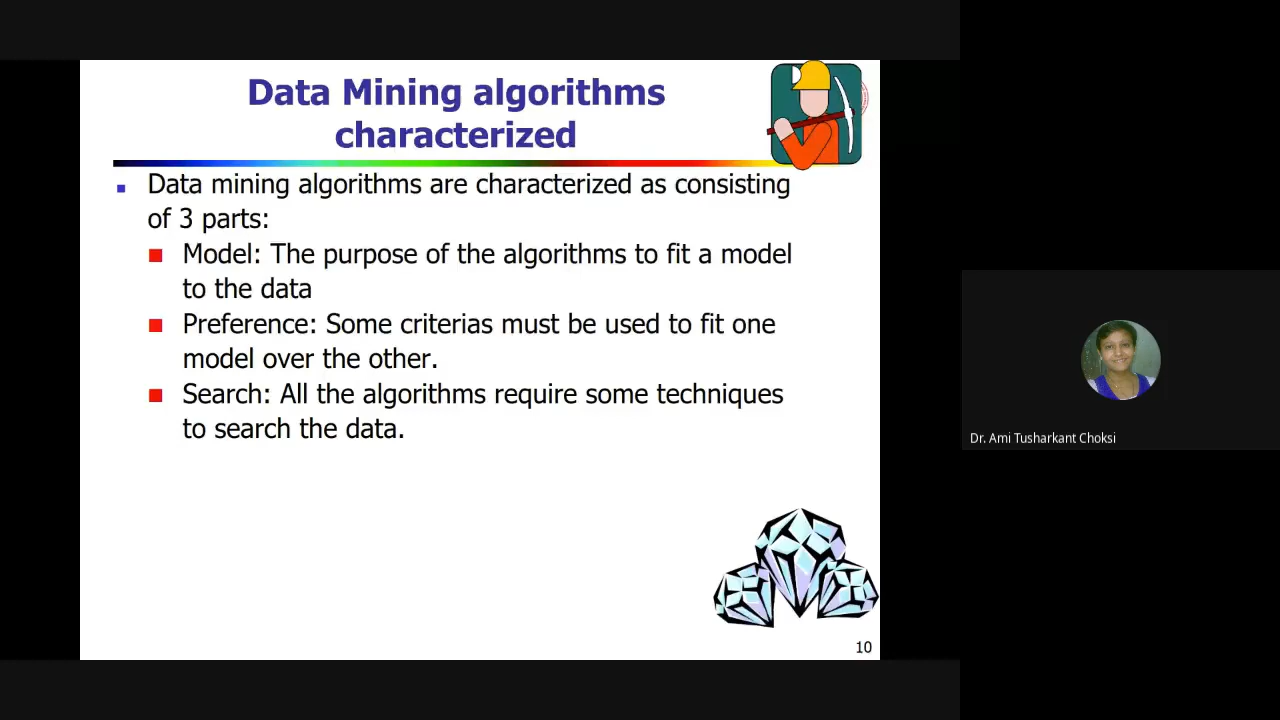 Data Mining algorithms
characterized
Data mining algorithms are characterized as consisting
of 3 parts:
Model: The purpose of the algorithms to fit a model
to the data
Preference: Some criterias must be used to fit one
model over the other.
Search: All the algorithms require some techniques
to search the data.
10
Dr. Ami Tusharkant Choksi